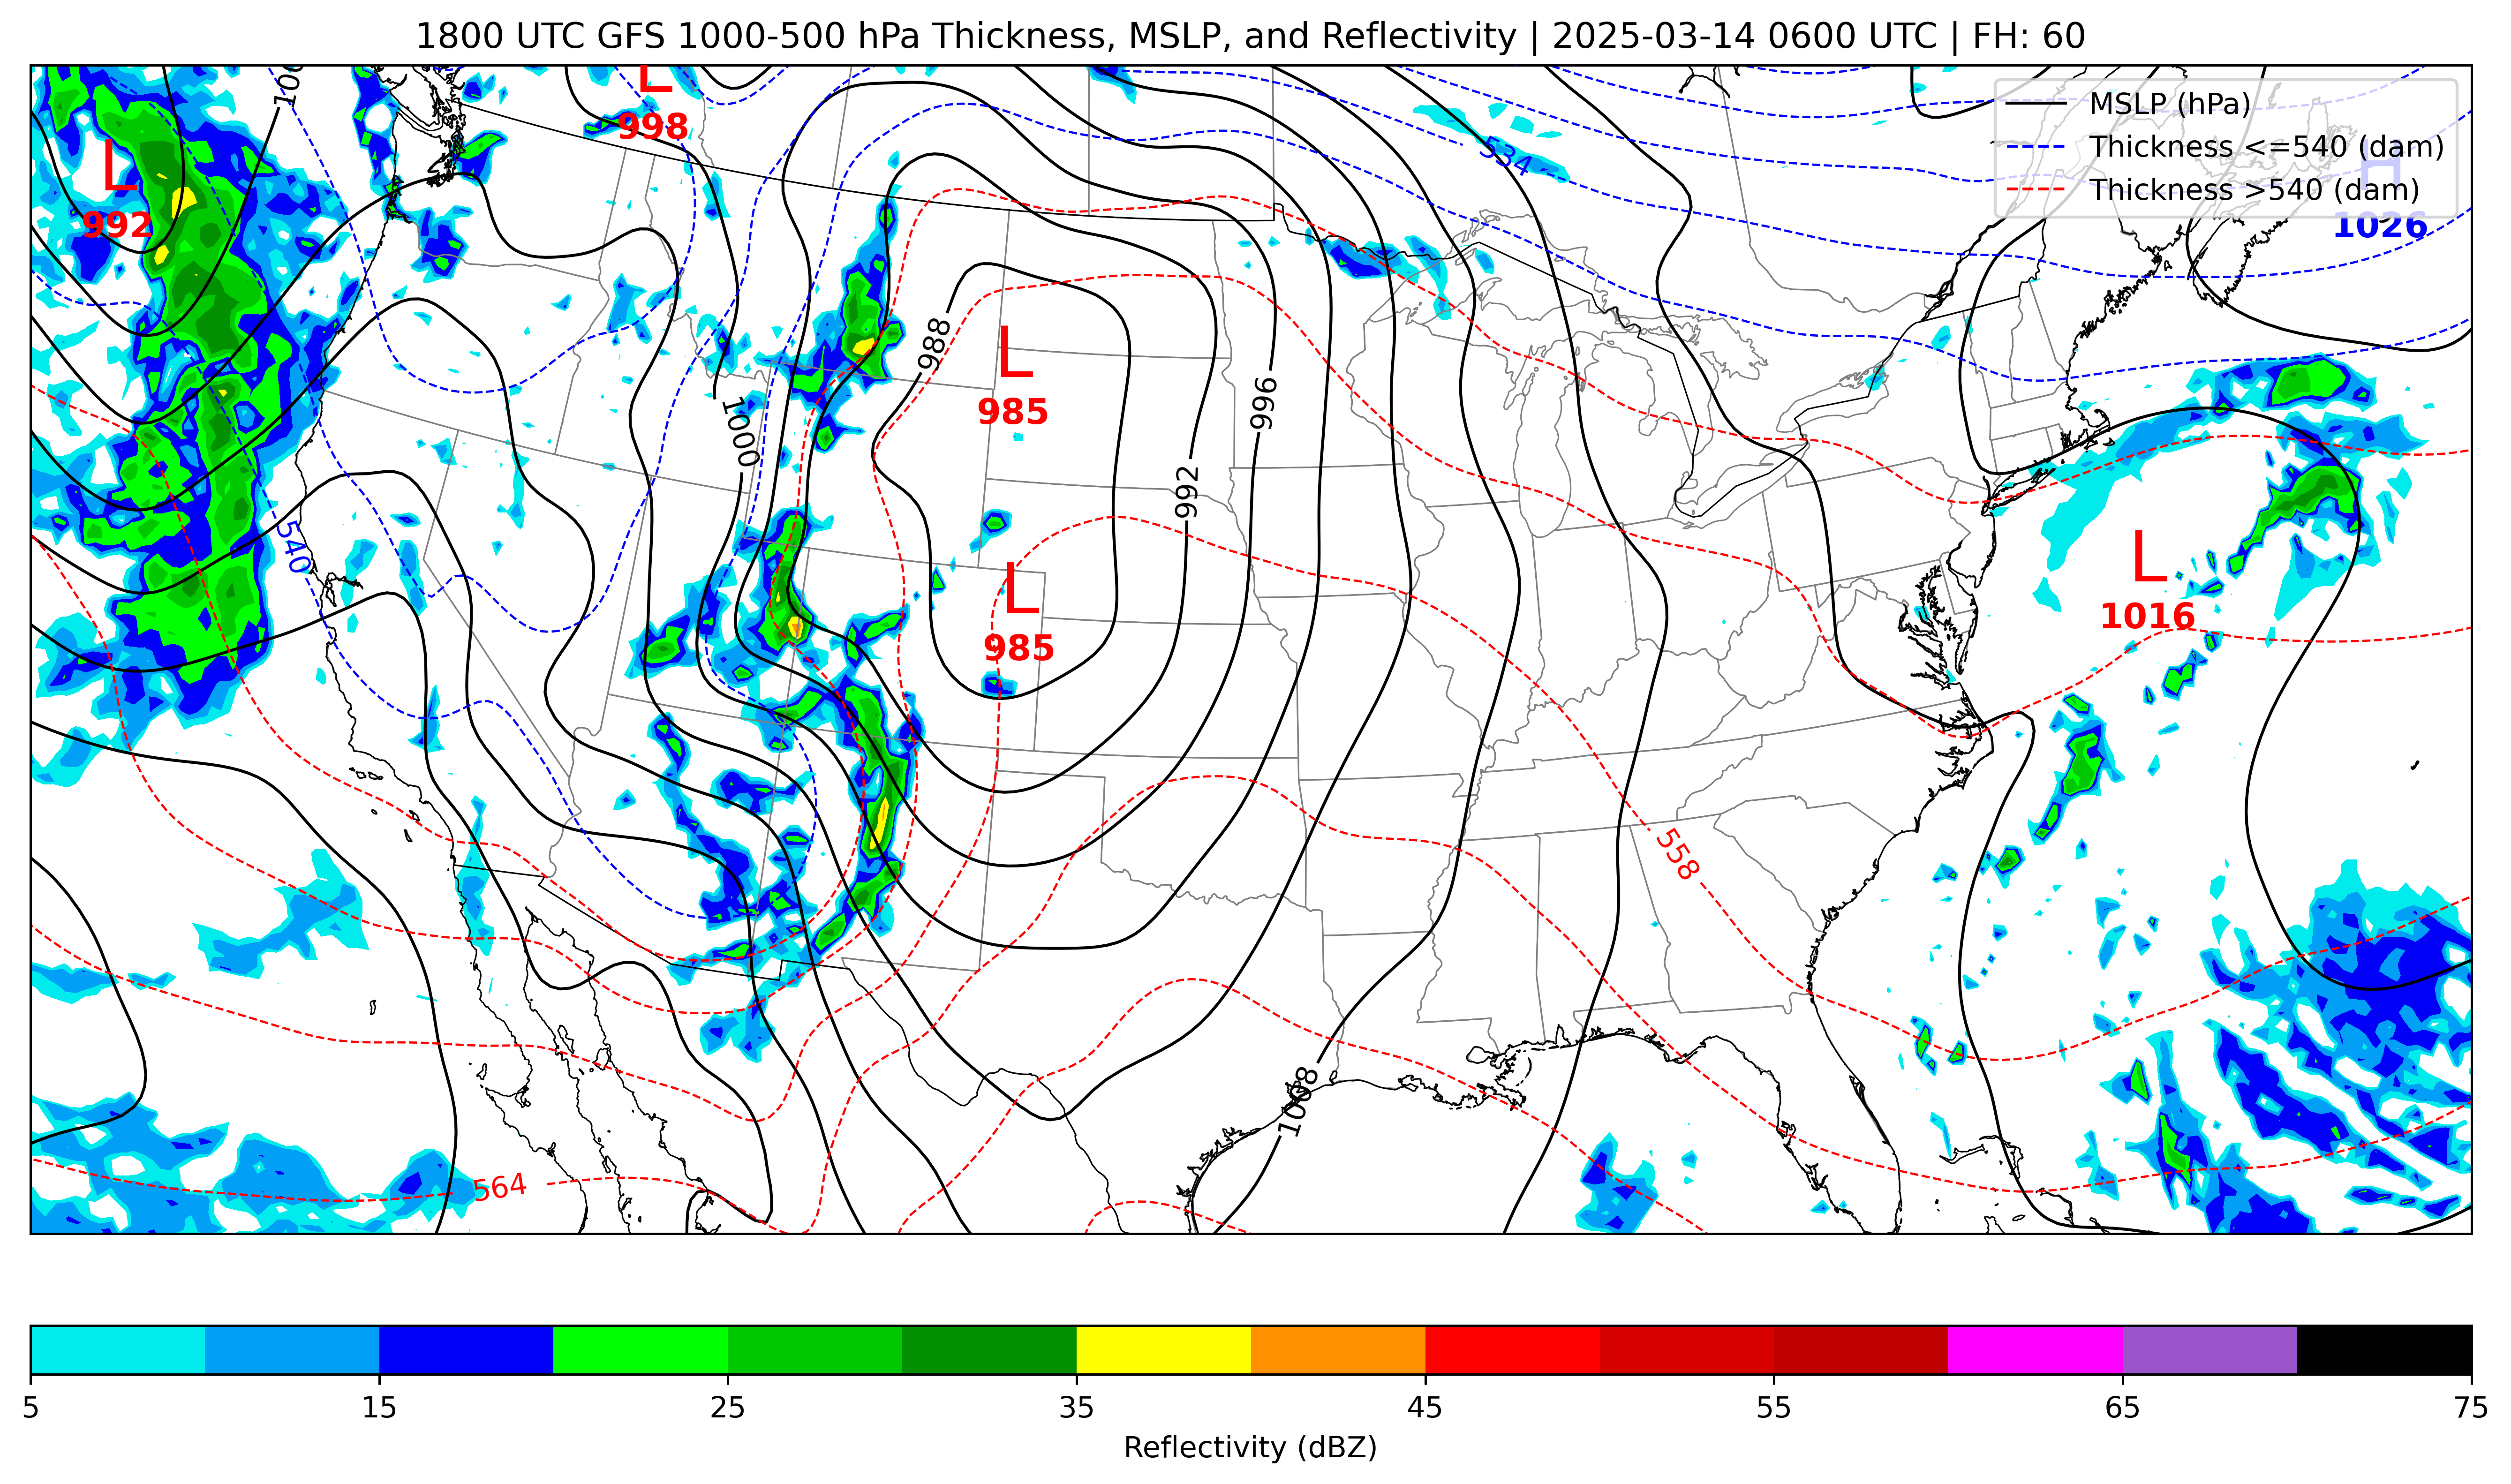 1800 UTC GFS 1000-500 hPa Thickness, MSLP, and Reflectivity | 2025-03-14 0600 UTC | FH: 60
MSLP (hPa)
Thickness <=540 (dam)
Thickness >540 (dam)
L
998
L
992
H
1026
534
988
L
985
996
1000
992
540
L
985
L
1016
558
1008
564
5 15 25 35 45 55 65 75
Reflectivity (dBZ)